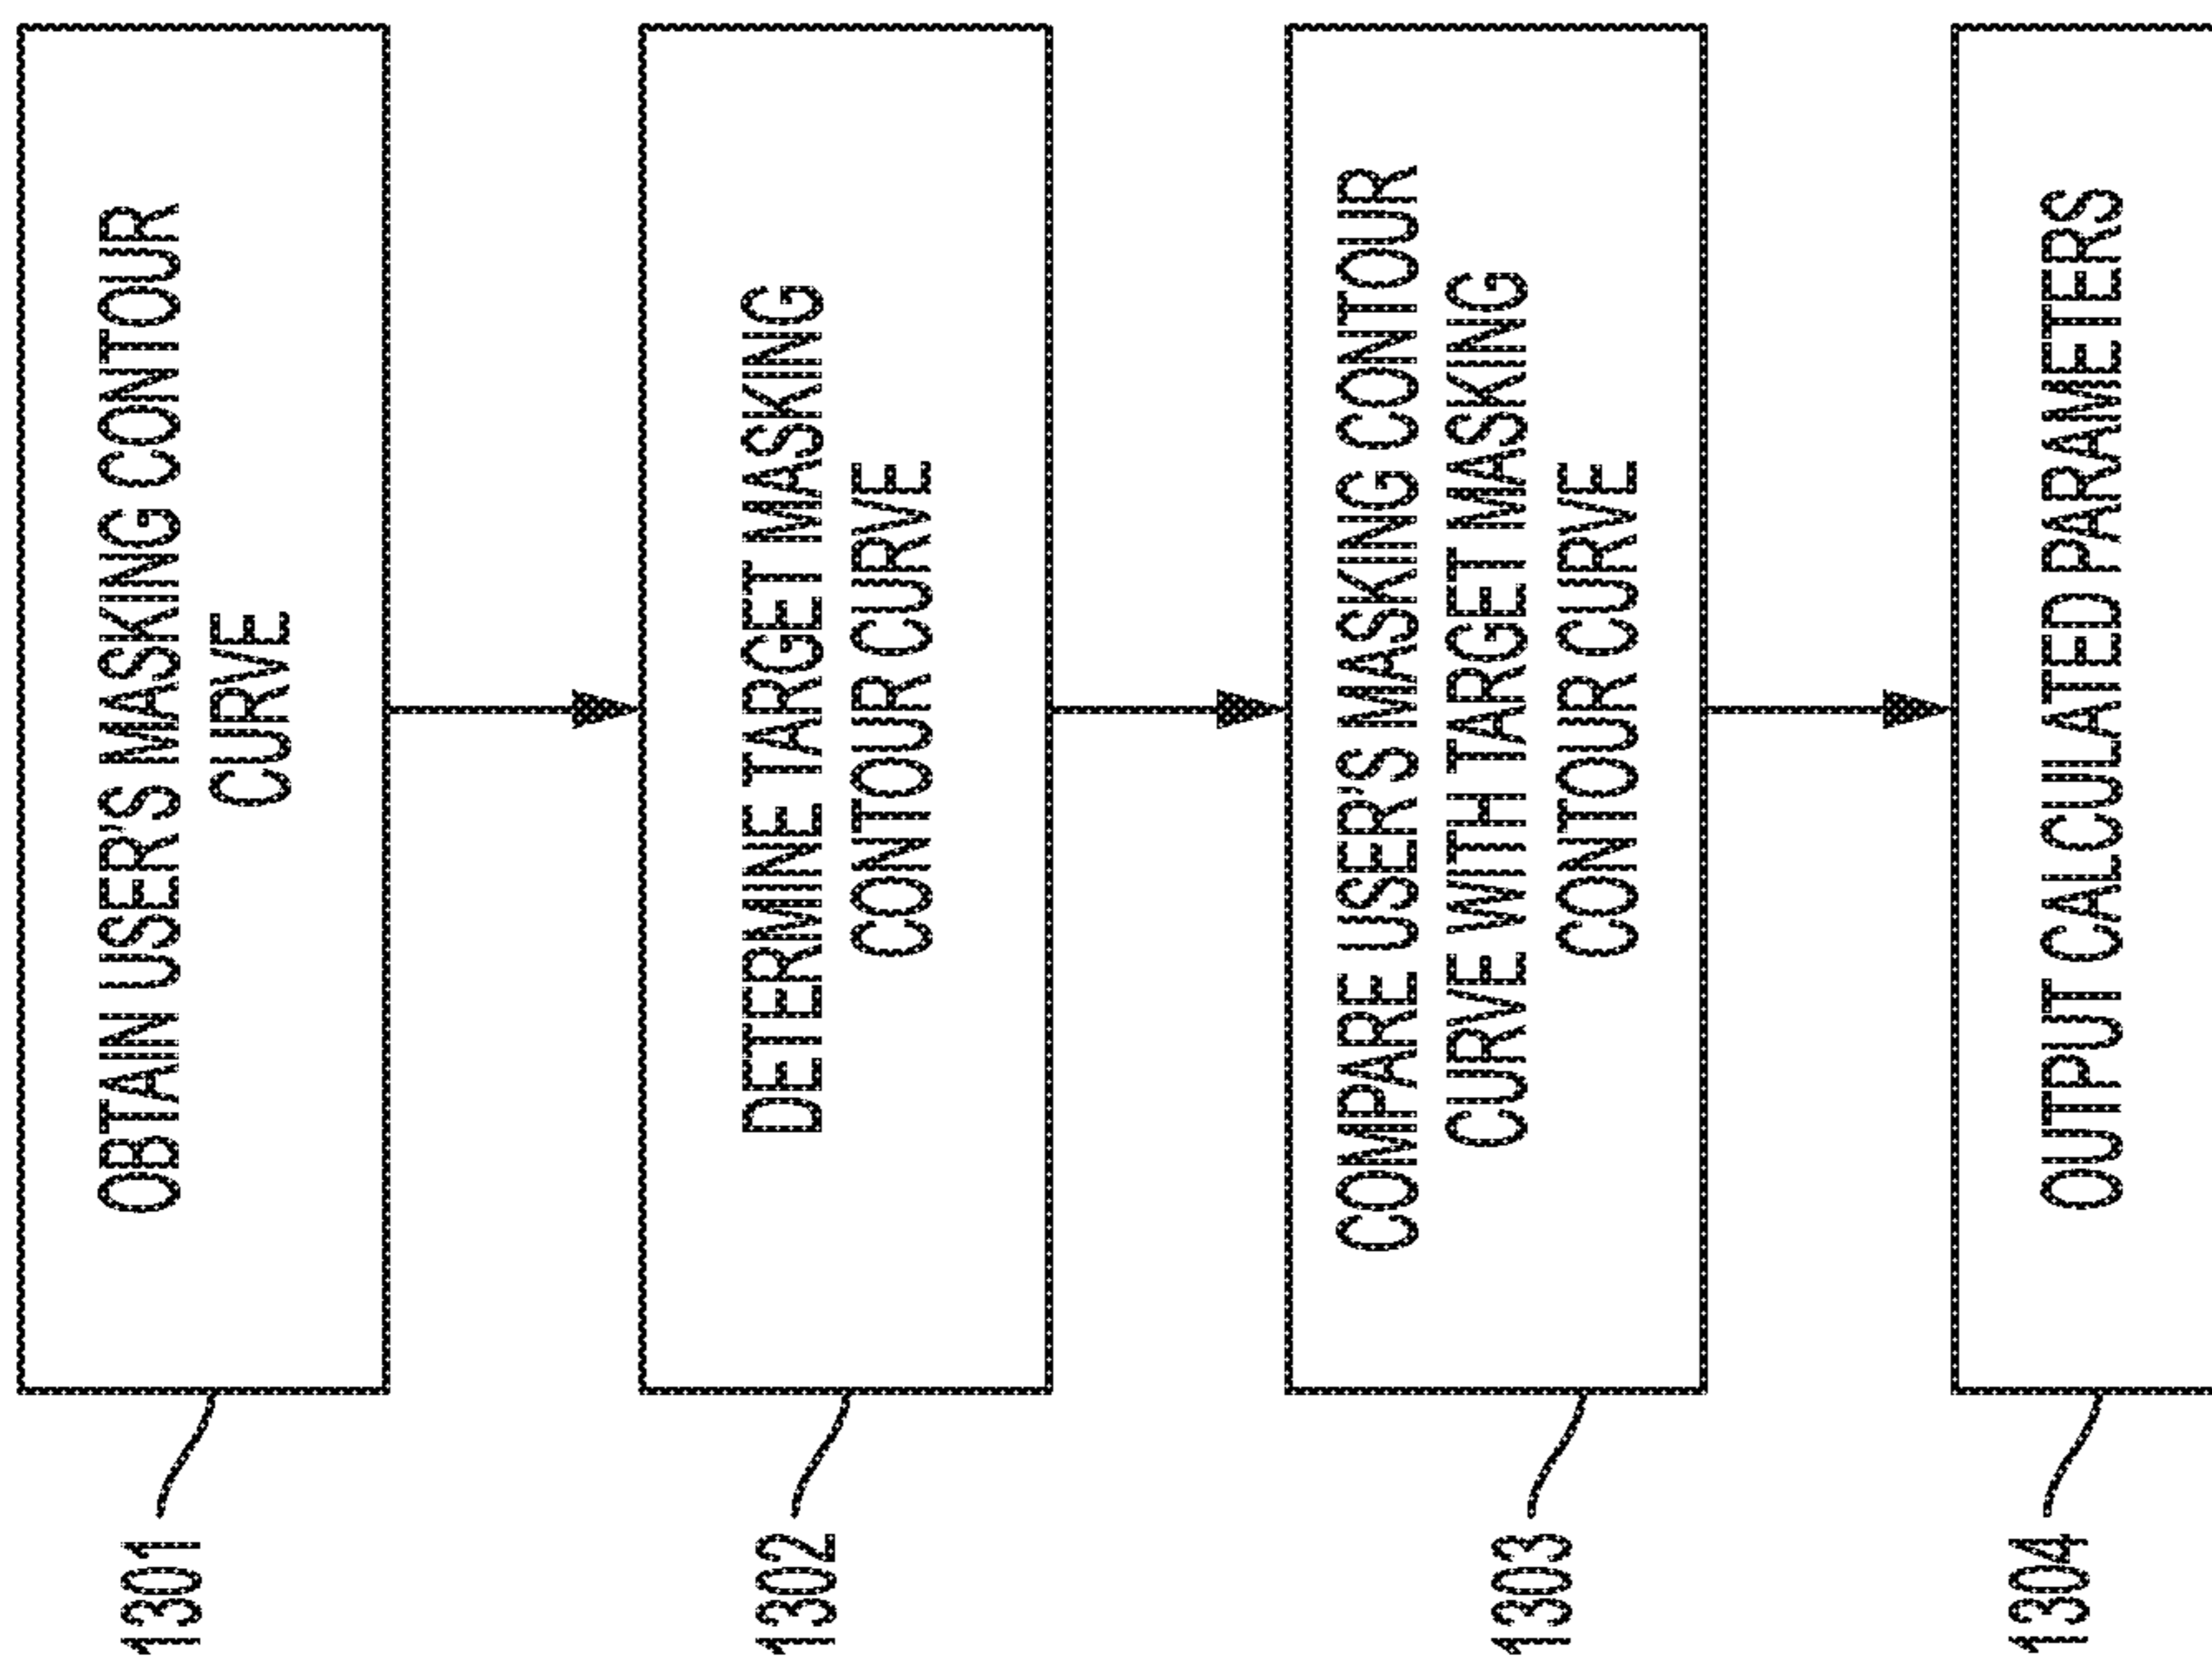 1301
OBTAIN USER'S MASKING CONTOUR
CURVE
1302
DETERMINE TARGET MASKING
CONTOUR CURVE
1303
COMPARE USER'S MASKING CONTOUR
CURVE WITH TARGET MASKING
CONTOUR CURVE
1304
OUTPUT CALCULATED PARAMETERS